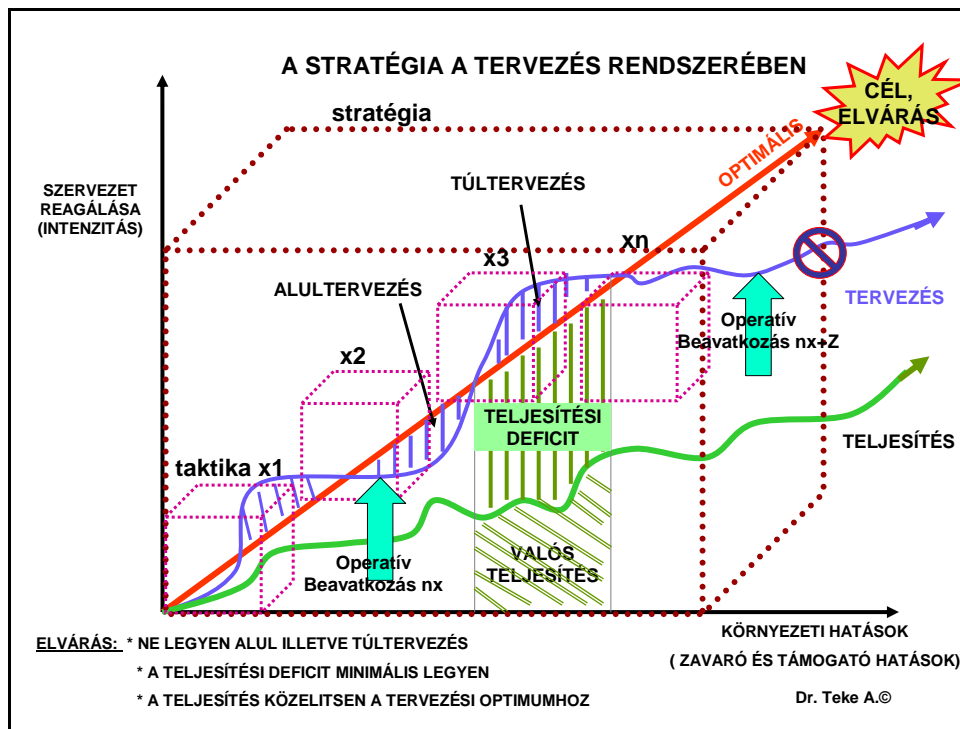 A STRATÉGIA A TERVEZÉS RENDSZERÉBEN
CÉL,
ELVÁRÁS
stratégia
OPTIMÁLIS
SZERVEZET
REAGÁLÁSA
(INTENZITÁS)
TÚLTERVEZÉS
x3
xn
ALULTERVEZÉS
TERVEZÉS
Operatív
Beavatkozás nx+Z
x2
TELJESÍTÉSI
DEFICIT
TELJESÍTÉS
taktika x1
VALÓS
TELJESÍTÉS
Operatív
Beavatkozás nx
KÖRNYEZETI HATÁSOK
( ZAVARÓ ÉS TÁMOGATÓ HATÁSOK)
ELVÁRÁS: * NE LEGYEN ALUL ILLETVE TÚLTERVEZÉS
* A TELJESÍTÉSI DEFICIT MINIMÁLIS LEGYEN
* A TELJESÍTÉS KÖZELITSEN A TERVEZÉSI OPTIMUMHOZ
Dr. Teke A.©